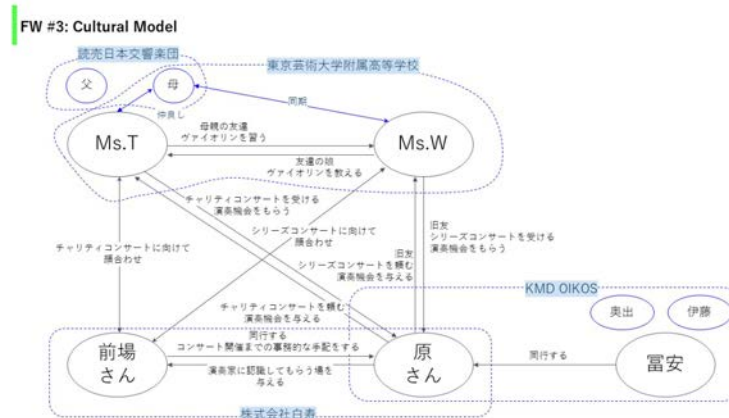 FW #3: Cultural Model
読売日本交響楽団
東京芸術大学附属高等学校
父
母
同期
仲良し
Ms.T
Ms.W
母親の友達
ヴァイオリンを習う
友達の娘
ヴァイオリンを教える
チャリティコンサートを受ける
演奏機会をもらう
シリーズコンサートに向けて
顔合わせ
チャリティコンサートに向けて
顔合わせ
旧友
シリーズコンサートを受ける
演奏機会をもらう
旧友
シリーズコンサートを頼む
演奏機会を与える
KMD OIKOS
チャリティコンサートを頼む
演奏機会を与える
奥出
伊藤
前場
さん
同行する
コンサート開催までの事務的な手配をする
演奏家に認識してもらう場を
与える
原
さん
同行する
冨安
株式会社白寿